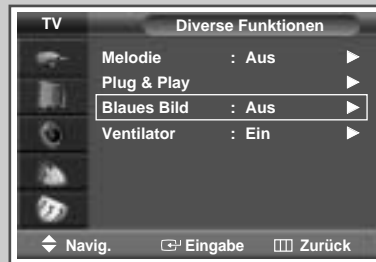 TV Diverse Funktionen
Melodie : Aus
Plug & Play
Blaues Bild : Aus
Ventilator : Ein
Navig. Eingabe Zurück